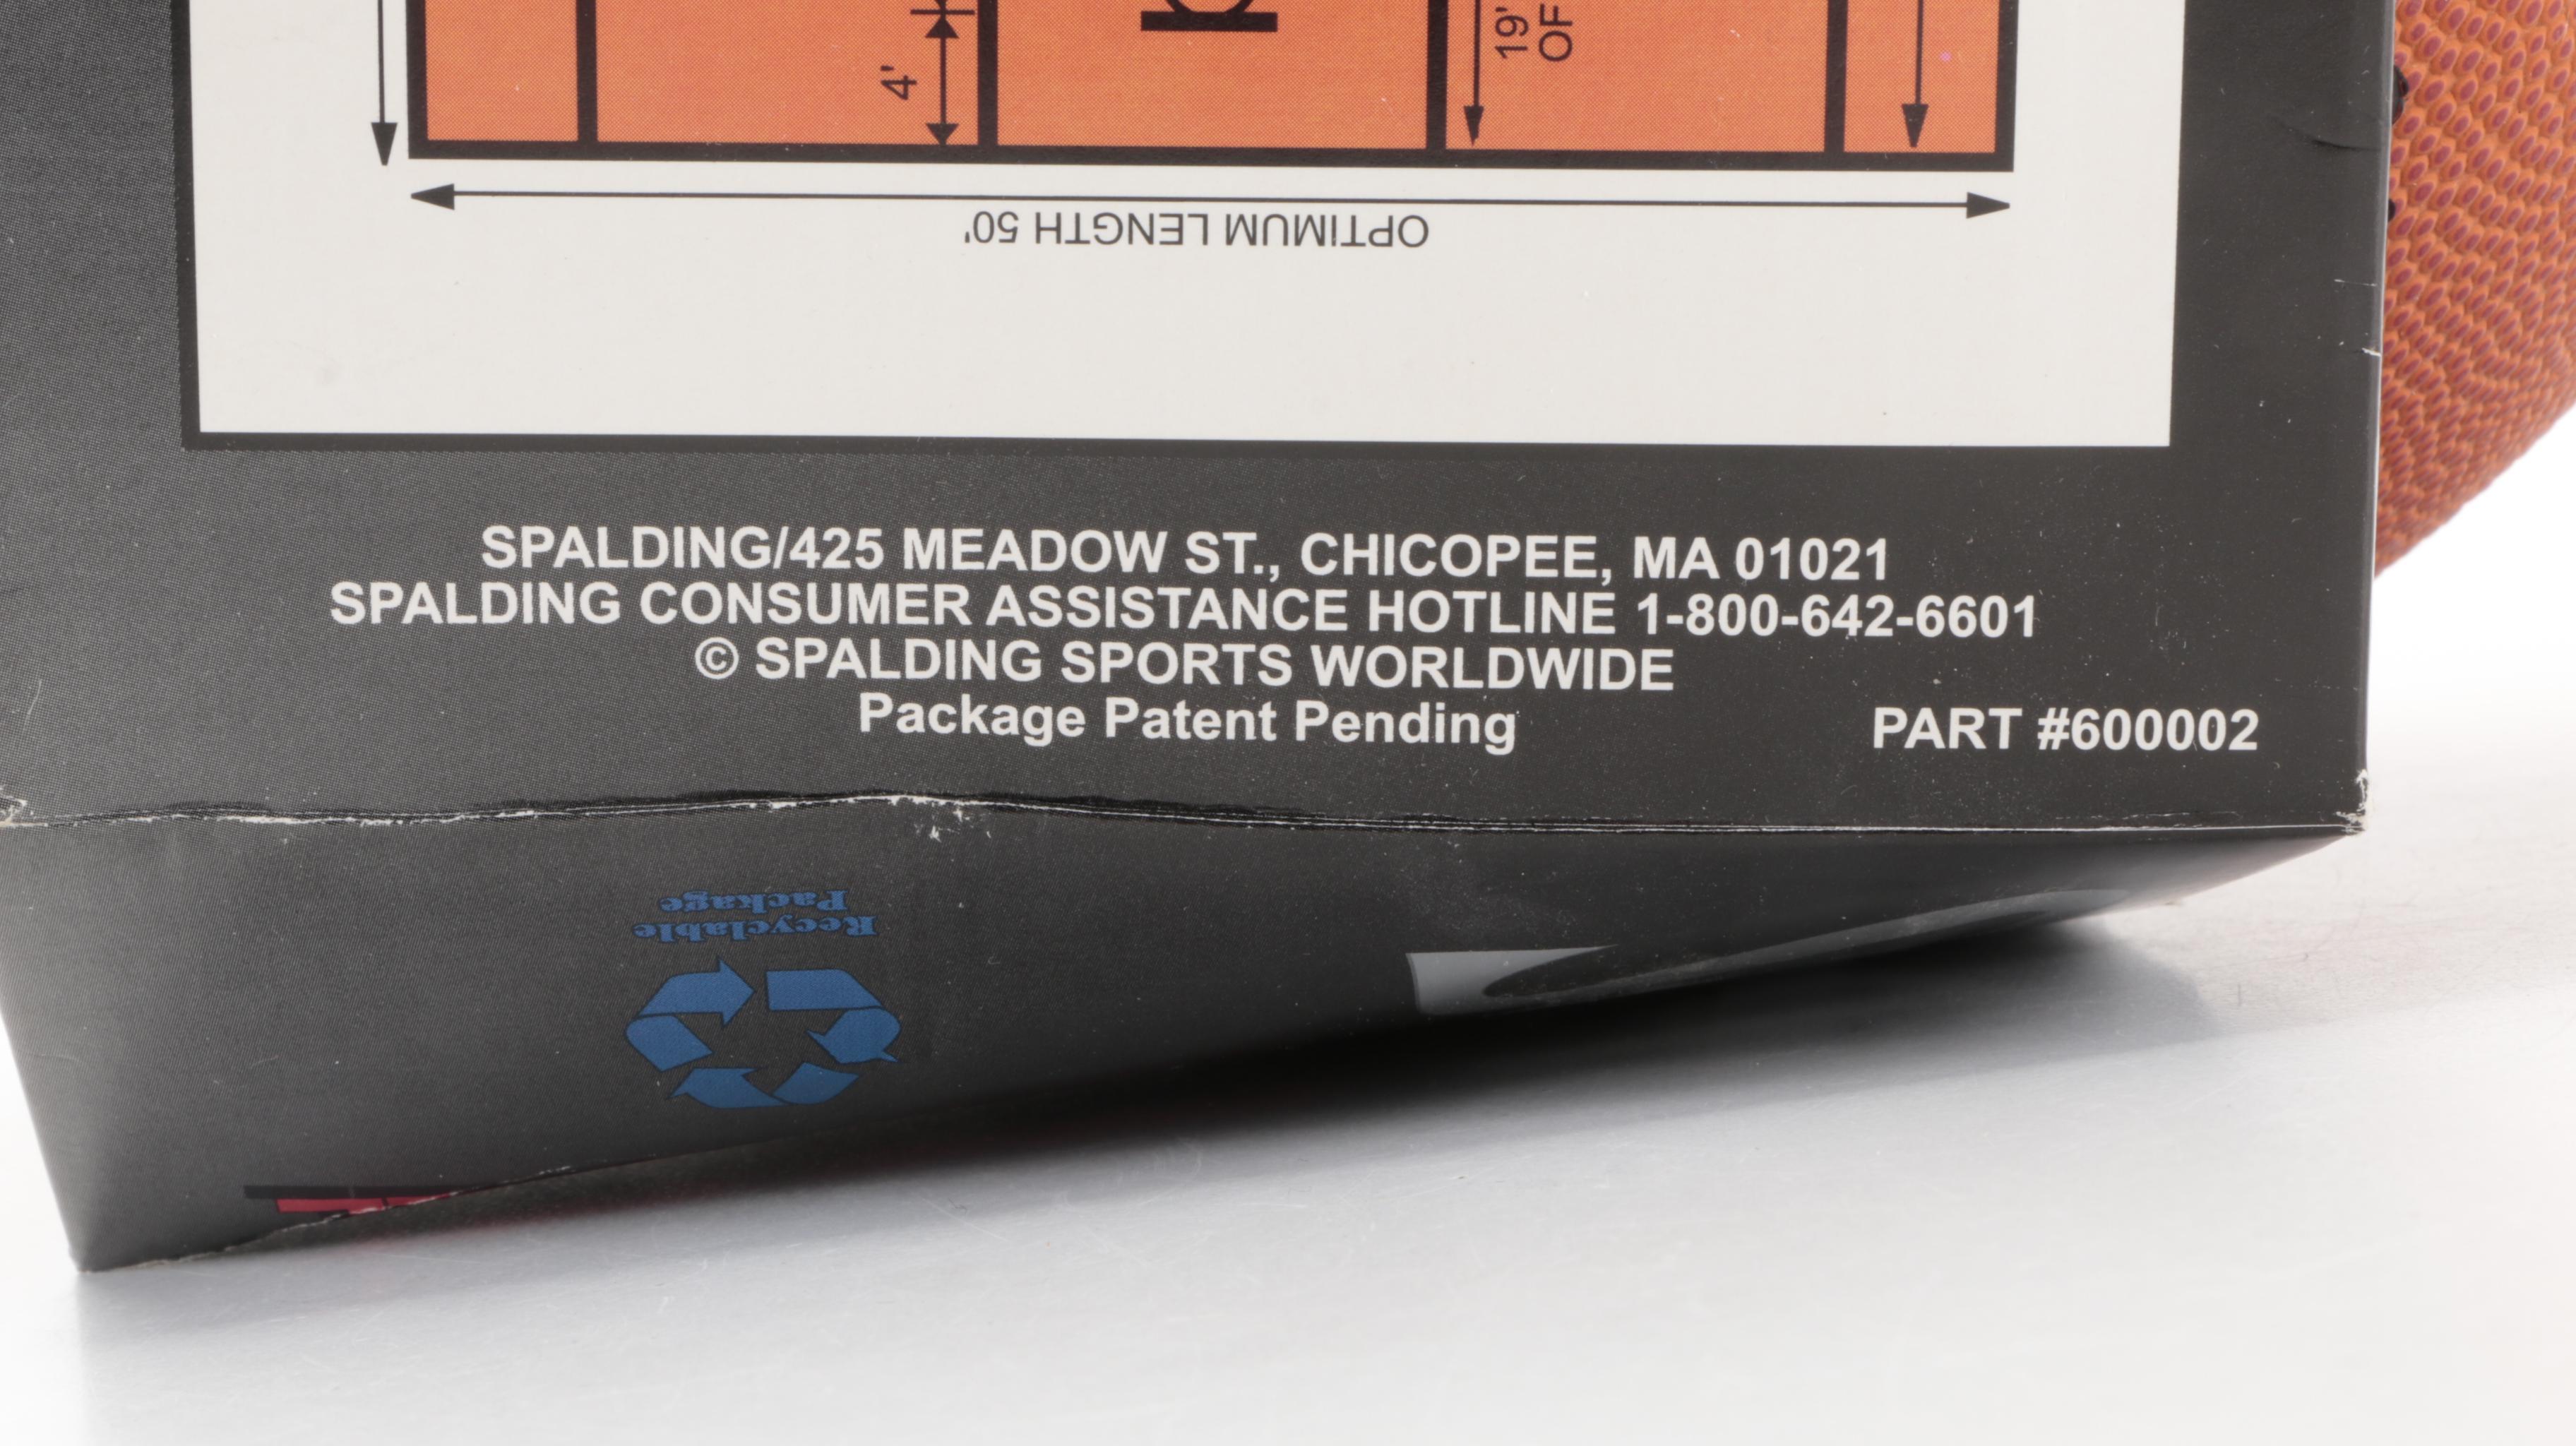 4'
19'
OF
OPTIMUM LENGTH 50'
SPALDING/425 MEADOW ST., CHICOPEE, MA 01021
SPALDING CONSUMER ASSISTANCE HOTLINE 1-800-642-6601
© SPALDING SPORTS WORLDWIDE
Package Patent Pending
PART #600002
Recyclable
Package